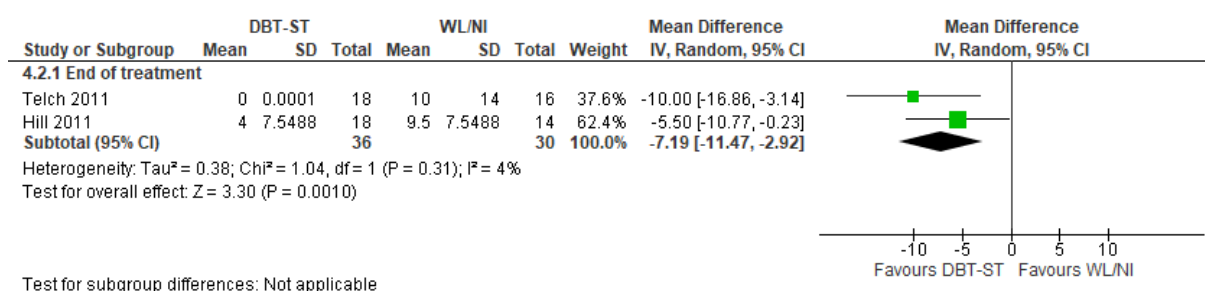 DBT-ST WL/NI Mean Difference Mean Difference
Study or Subgroup Mean SD Total Mean SD Total Weight IV, Random, 95% CI IV, Random, 95% CI
4.2.1 End of treatment
Telch 2011 0 0.0001 18 10 14 16 37.6% -10.00 [-16.86, -3.14]
Hill 2011 4 7.5488 18 9.5 7.5488 14 62.4% -5.50 [-10.77, -0.23]
Subtotal (95% CI) 36 30 100.0% -7.19 [-11.47, -2.92]
Heterogeneity: Tau² = 0.38; Chi² = 1.04, df = 1 (P = 0.31); I² = 4%
Test for overall effect: Z = 3.30 (P = 0.0010)
-10 -5 0 5 10
Favours DBT-ST Favours WL/NI
Test for subgroup differences: Not applicable